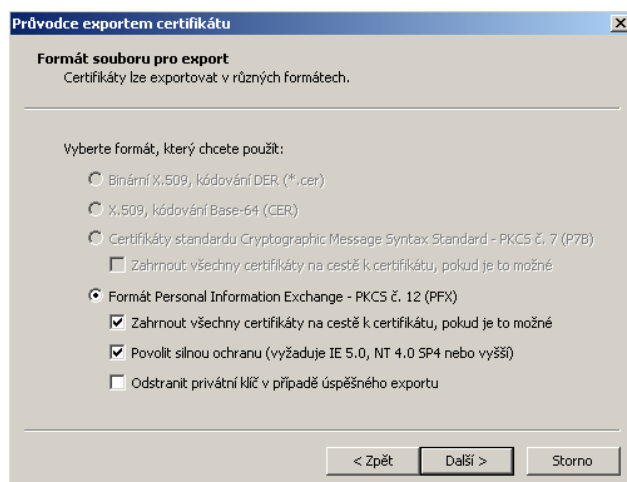 Průvodce exportem certifikátu
Formát souboru pro export
Certifikáty lze exportovat v různých formátech.
Vyberte formát, který chcete použít:
Binární X.509, kódování DER (*.cer)
X.509, kódování Base-64 (CER)
Certifikáty standardu Cryptographic Message Syntax Standard - PKCS č. 7 (P7B)
Zahrnout všechny certifikáty na cestě k certifikátu, pokud je to možné
Formát Personal Information Exchange - PKCS č. 12 (PFX)
Zahrnout všechny certifikáty na cestě k certifikátu, pokud je to možné
Povolit silnou ochranu (vyžaduje IE 5.0, NT 4.0 SP4 nebo vyšší)
Odstranit privátní klíč v případě úspěšného exportu
< Zpět Další > Storno